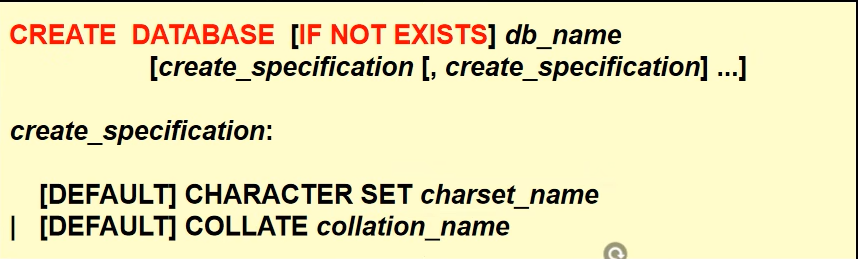 CREATE DATABASE [IF NOT EXISTS] db_name
[create_specification [, create_specification] ...]
create_specification:
[DEFAULT] CHARACTER SET charset_name
| [DEFAULT] COLLATE collation_name